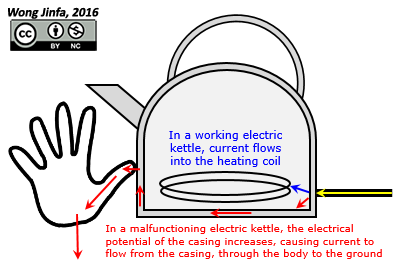 Wong Jinfa, 2016
cc
BY NC
In a working electric
kettle, current flows
into the heating coil
In a malfunctioning electric kettle, the electrical
potential of the casing increases, causing current to
flow from the casing, through the body to the ground